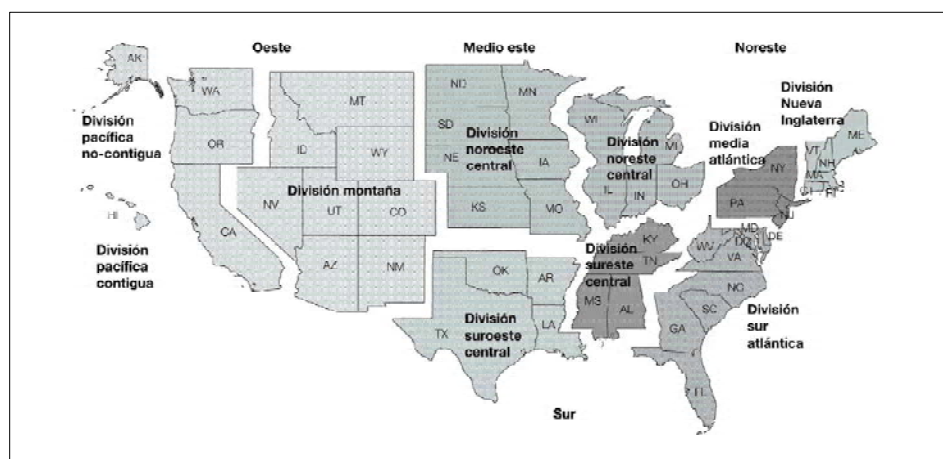 Oeste
Medio este
Noreste
AK
WA
MT
ND
MN
División
Nueva
Inglaterra
División
pacífica
no-contigua
OR
ID
WY
SD
NE
División
noroeste
central
IA
WI
MI
División
noreste
central
IL
IN
OH
División
media
atlántica
NY
PA
NJ
VT
NH
ME
MA
RI
HI
División montaña
NV
UT
CO
CA
AZ
NM
KS
MO
División
pacífica
contigua
OK
AR
TX
LA
División
suroeste
central
División
sureste
central
KY
TN
MS
AL
WV
MD
DE
VA
NC
SC
GA
FL
División
sur
atlántica
Sur